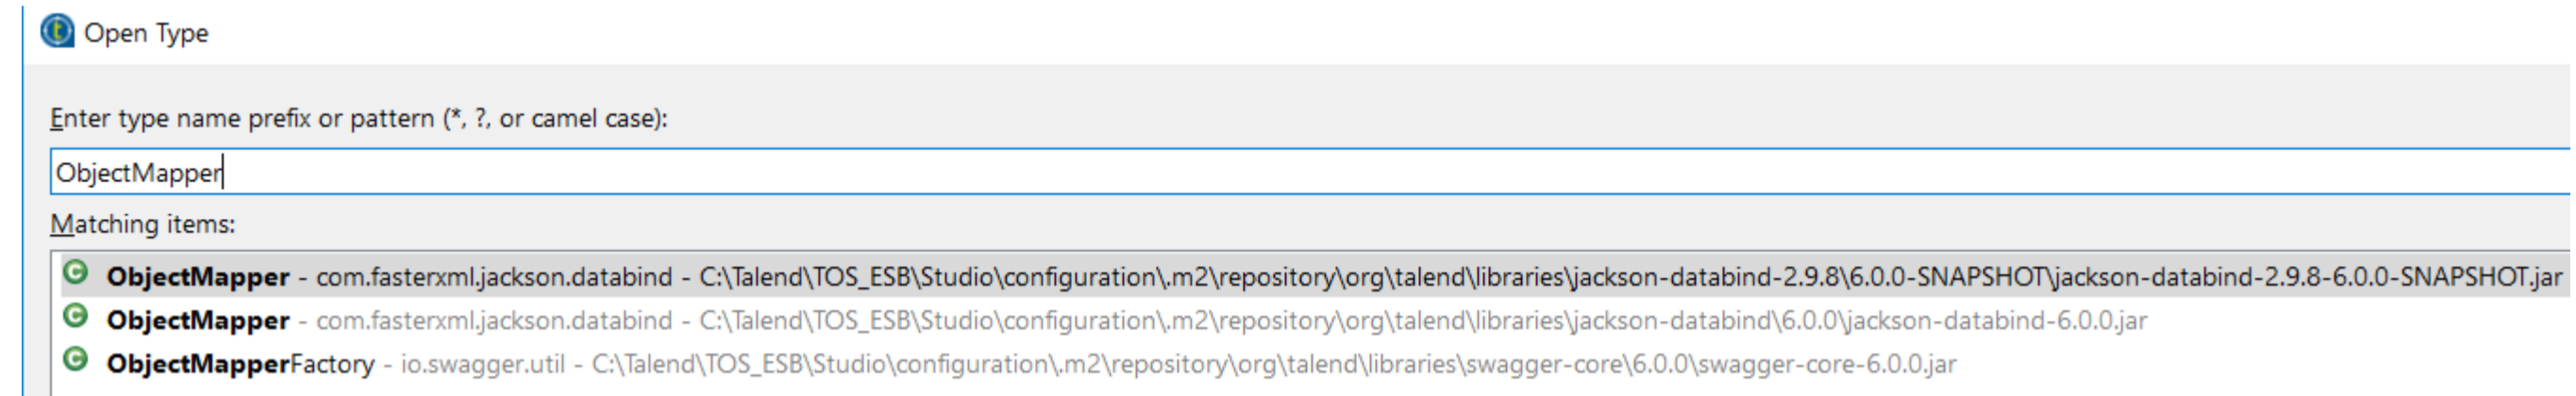 Open Type
Enter type name prefix or pattern (*, ?, or camel case):
ObjectMapper
Matching items:
ObjectMapper - com.fasterxml.jackson.databind - C:\Talend\TOS_ESB\Studio\configuration\.m2\repository\org\talend\libraries\jackson-databind-2.9.8\6.0.0-SNAPSHOT\jackson-databind-2.9.8-6.0.0-SNAPSHOT.jar
ObjectMapper - com.fasterxml.jackson.databind - C:\Talend\TOS_ESB\Studio\configuration\.m2\repository\org\talend\libraries\jackson-databind\6.0.0\jackson-databind-6.0.0.jar
ObjectMapperFactory - io.swagger.util - C:\Talend\TOS_ESB\Studio\configuration\.m2\repository\org\talend\libraries\swagger-core\6.0.0\swagger-core-6.0.0.jar